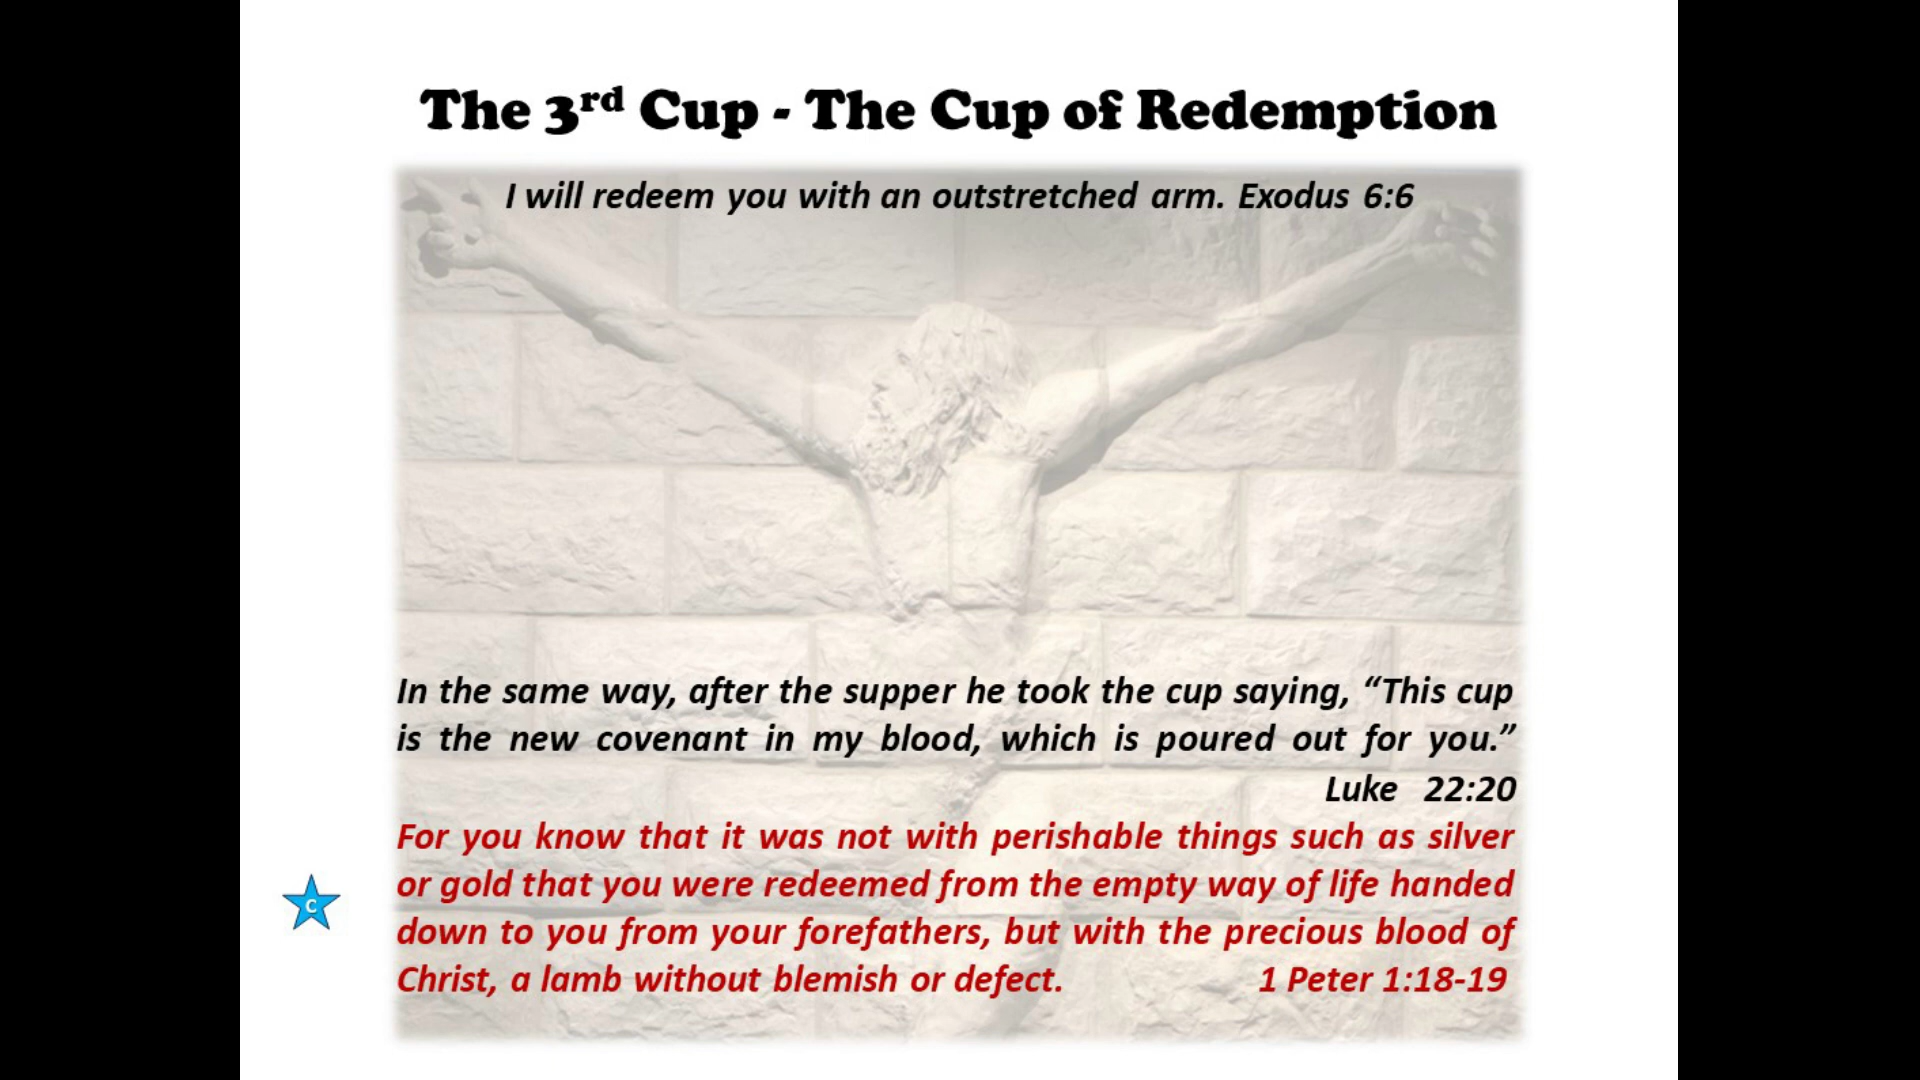 The 3rd Cup - The Cup of Redemption
I will redeem you with an outstretched arm. Exodus 6:6
In the same way, after the supper he took the cup saying, “This cup
is the new covenant in my blood, which is poured out for you.”
Luke 22:20
For you know that it was not with perishable things such as silver
or gold that you were redeemed from the empty way of life handed
down to you from your forefathers, but with the precious blood of
Christ, a lamb without blemish or defect. 1 Peter 1:18-19
C